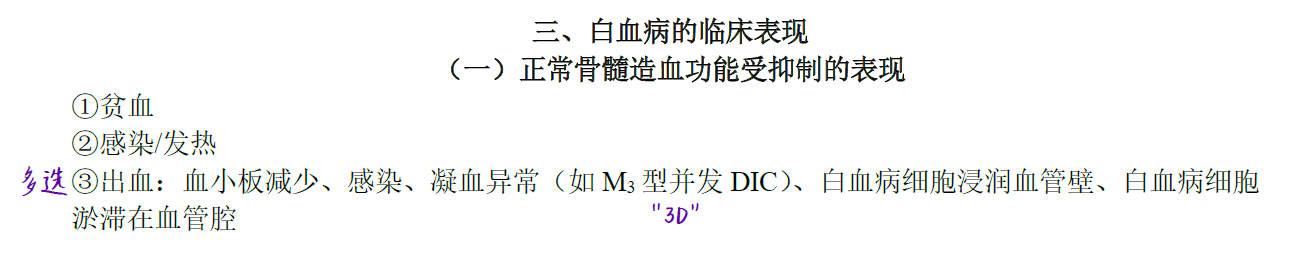 三、白血病的临床表现
（一）正常骨髓造血功能受抑制的表现
①贫血
②感染/发热
多选 ③出血：血小板减少、感染、凝血异常（如 M₃ 型并发 DIC）、白血病细胞浸润血管壁、白血病细胞
淤滞在血管腔
"3D"